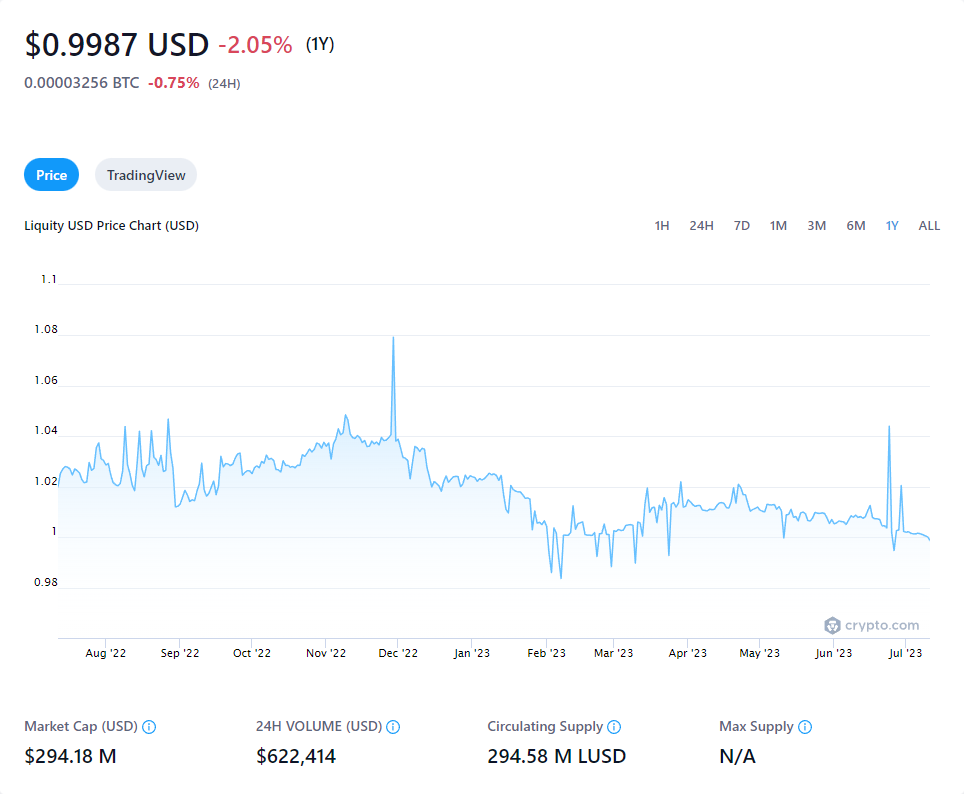 $0.9987 USD -2.05% (1Y)
0.00003256 BTC -0.75% (24H)
Price TradingView
Liquity USD Price Chart (USD) 1H 24H 7D 1M 3M 6M 1Y ALL
1.1
1.08
1.06
1.04
1.02
1
0.98
crypto.com
Aug '22 Sep '22 Oct '22 Nov '22 Dec '22 Jan '23 Feb '23 Mar '23 Apr '23 May '23 Jun '23 Jul '23
Market Cap (USD) 24H VOLUME (USD) Circulating Supply Max Supply
$294.18 M $622,414 294.58 M LUSD N/A